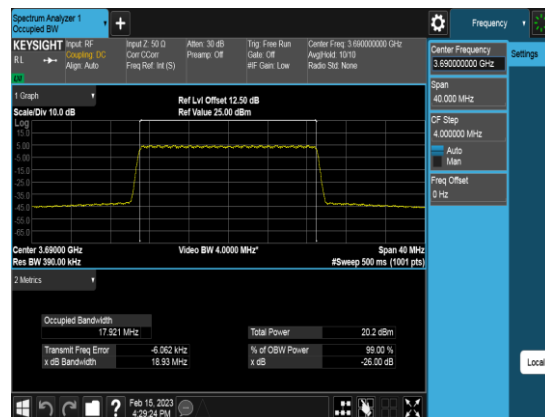 Spectrum Analyzer 1
Occupied BW
+
Frequency
KEYSIGHT Input: RF Input Z: 50 Ω Atten: 30 dB Trig: Free Run Center Freq: 3.690000000 GHz
RL Coupling: DC Corr CCorr Preamp: Off Gate: Off Avg|Hold: 10/10
Align: Auto Freq Ref: Int (S) #IF Gain: Low Radio Std: None
LV
Center Frequency
3.690000000 GHz
Settings
Span
40.000 MHz
CF Step
4.000000 MHz
Auto
Man
Freq Offset
0 Hz
Local
1 Graph
Scale/Div 10.0 dB
Ref Lvl Offset 12.50 dB
Ref Value 25.00 dBm
Log
15.0
5.00
-5.00
-15.0
-25.0
-35.0
-45.0
-55.0
-65.0
Center 3.69000 GHz Video BW 4.0000 MHz* Span 40 MHz
Res BW 390.00 kHz #Sweep 500 ms (1001 pts)
2 Metrics
Occupied Bandwidth
17.921 MHz Total Power 20.2 dBm
Transmit Freq Error -6.062 kHz % of OBW Power 99.00 %
x dB Bandwidth 18.93 MHz x dB -26.00 dB
? Feb 15, 2023
4:29:24 PM